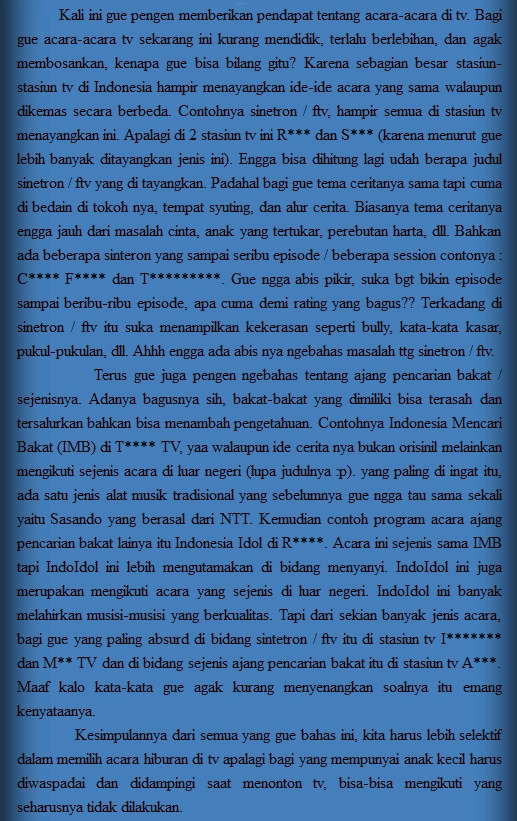 Kali ini gue pengen memberikan pendapat tentang acara-acara di tv. Bagi
gue acara-acara tv sekarang ini kurang mendidik, terlalu berlebihan, dan agak
membosankan, kenapa gue bisa bilang gitu? Karena sebagian besar stasiun-
stasiun tv di Indonesia hampir menayangkan ide-ide acara yang sama walaupun
dikemas secara berbeda. Contohnya sinetron / ftv, hampir semua di stasiun tv
menayangkan ini. Apalagi di 2 stasiun tv ini R*** dan S*** (karena menurut gue
lebih banyak ditayangkan jenis ini). Engga bisa dihitung lagi udah berapa judul
sinetron / ftv yang di tayangkan. Padahal bagi gue tema ceritanya sama tapi cuma
di bedain di tokoh nya, tempat syuting, dan alur cerita. Biasanya tema ceritanya
engga jauh dari masalah cinta, anak yang tertukar, perebutan harta, dll. Bahkan
ada beberapa sinteron yang sampai seribu episode / beberapa session contonya :
C**** F**** dan T*********. Gue ngga abis pikir, suka bgt bikin episode
sampai beribu-ribu episode, apa cuma demi rating yang bagus?? Terkadang di
sinetron / ftv itu suka menampilkan kekerasan seperti bully, kata-kata kasar,
pukul-pukulan, dll. Ahhh engga ada abis nya ngebahas masalah ttg sinetron / ftv.
Terus gue juga pengen ngebahas tentang ajang pencarian bakat /
sejenisnya. Adanya bagusnya sih, bakat-bakat yang dimiliki bisa terasah dan
tersalurkan bahkan bisa menambah pengetahuan. Contohnya Indonesia Mencari
Bakat (IMB) di T**** TV, yaa walaupun ide cerita nya bukan orisinil melainkan
mengikuti sejenis acara di luar negeri (lupa judulnya :p). yang paling di ingat itu,
ada satu jenis alat musik tradisional yang sebelumnya gue ngga tau sama sekali
yaitu Sasando yang berasal dari NTT. Kemudian contoh program acara ajang
pencarian bakat lainya itu Indonesia Idol di R****. Acara ini sejenis sama IMB
tapi IndoIdol ini lebih mengutamakan di bidang menyanyi. IndoIdol ini juga
merupakan mengikuti acara yang sejenis di luar negeri. IndoIdol ini banyak
melahirkan musisi-musisi yang berkualitas. Tapi dari sekian banyak jenis acara,
bagi gue yang paling absurd di bidang sintetron / ftv itu di stasiun tv I*******
dan M** TV dan di bidang sejenis ajang pencarian bakat itu di stasiun tv A***.
Maaf kalo kata-kata gue agak kurang menyenangkan soalnya itu emang
kenyataanya.
Kesimpulannya dari semua yang gue bahas ini, kita harus lebih selektif
dalam memilih acara hiburan di tv apalagi bagi yang mempunyai anak kecil harus
diwaspadai dan didampingi saat menonton tv, bisa-bisa mengikuti yang
seharusnya tidak dilakukan.